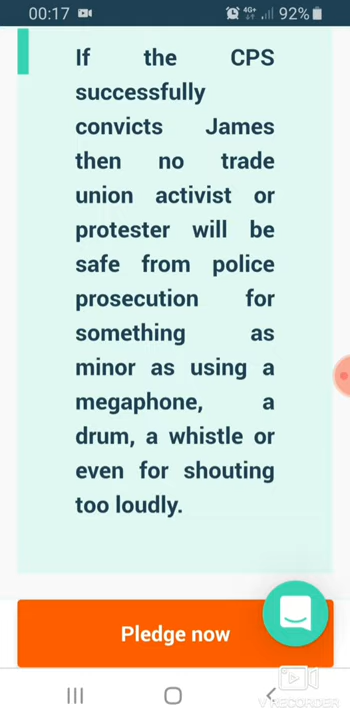 00:17 4G+ 92%
If the CPS
successfully
convicts James
then no trade
union activist or
protester will be
safe from police
prosecution for
something as
minor as using a
megaphone, a
drum, a whistle or
even for shouting
too loudly.
Pledge now
V RECORDER